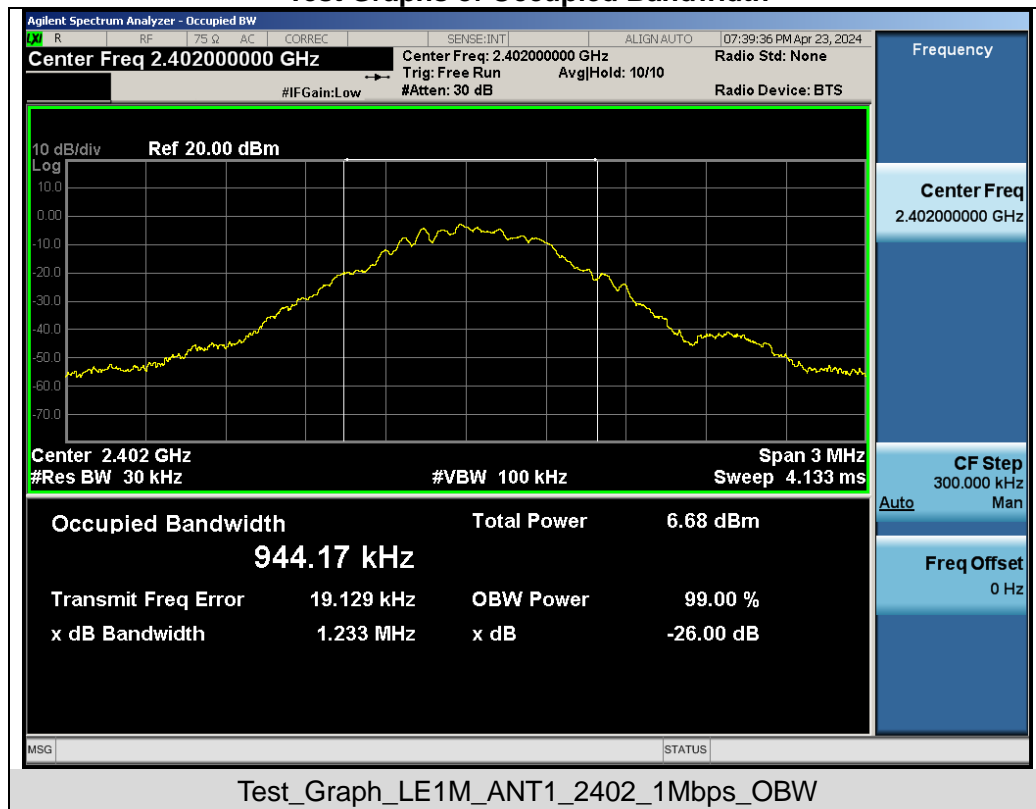 Test Graphs of Occupied Bandwidth
Agilent Spectrum Analyzer - Occupied BW
LXI R RF 75 Ω AC CORREC SENSE:INT ALIGN AUTO 07:39:36 PM Apr 23, 2024
Center Freq 2.402000000 GHz
Center Freq: 2.402000000 GHz
Radio Std: None
Trig: Free Run Avg|Hold: 10/10
#IFGain:Low
#Atten: 30 dB
Radio Device: BTS
Frequency
10 dB/div Ref 20.00 dBm
Log
10.0
0.00
-10.0
-20.0
-30.0
-40.0
-50.0
-60.0
-70.0
Center 2.402 GHz
Span 3 MHz
#Res BW 30 kHz
#VBW 100 kHz
Sweep 4.133 ms
Occupied Bandwidth
944.17 kHz
Total Power 6.68 dBm
Transmit Freq Error 19.129 kHz
OBW Power 99.00 %
x dB Bandwidth 1.233 MHz
x dB -26.00 dB
Center Freq
2.402000000 GHz
CF Step
300.000 kHz
Auto Man
Freq Offset
0 Hz
MSG
STATUS
Test_Graph_LE1M_ANT1_2402_1Mbps_OBW